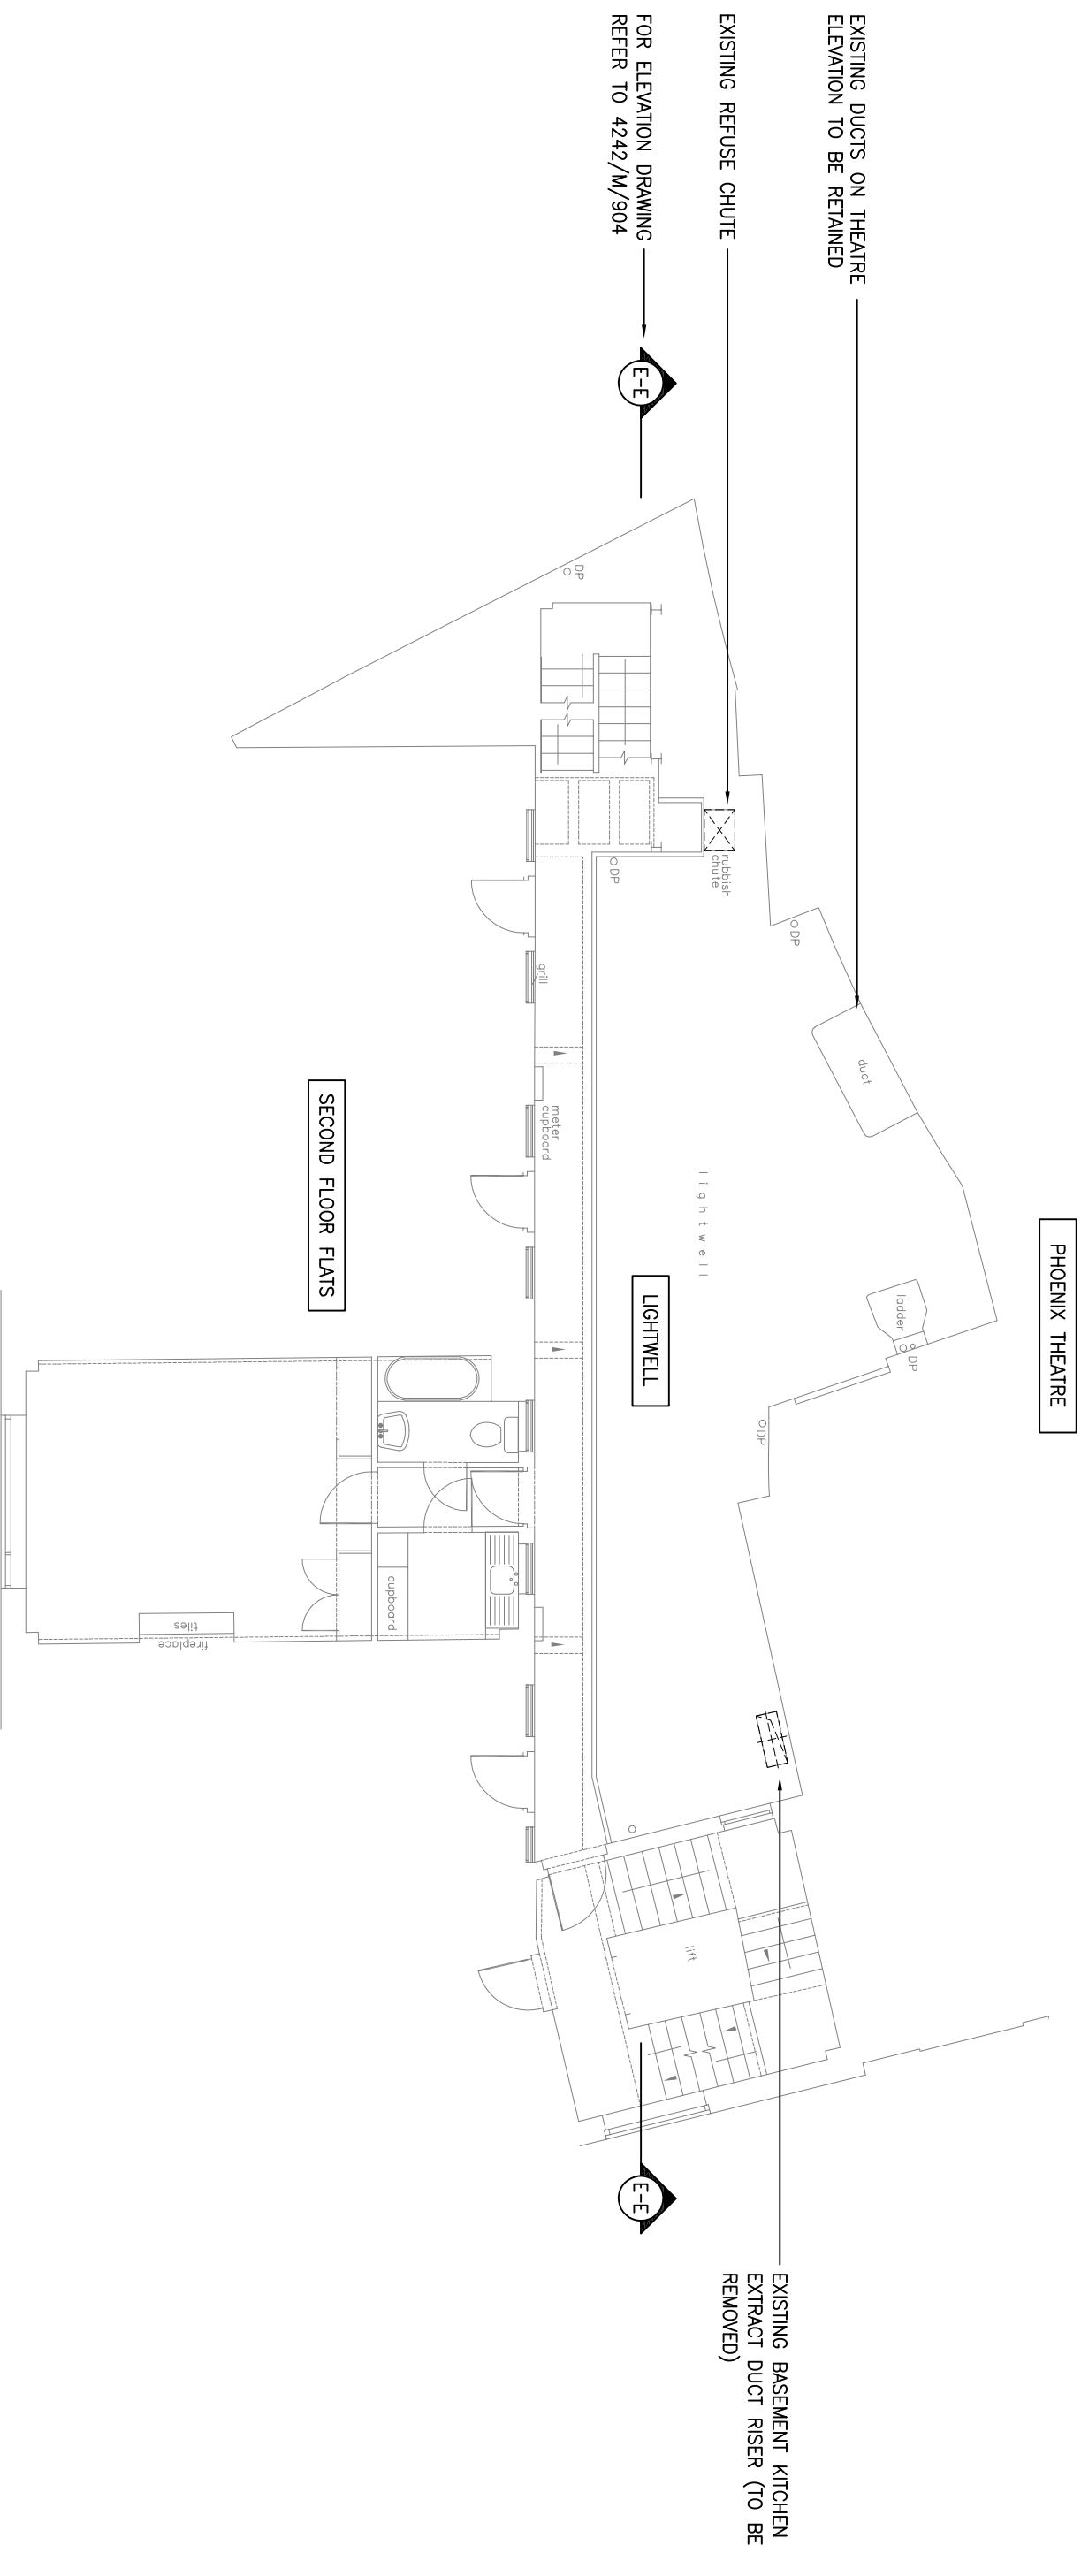 PHOENIX THEATRE
EXISTING DUCTS ON THEATRE
ELEVATION TO BE RETAINED
EXISTING REFUSE CHUTE
FOR ELEVATION DRAWING
REFER TO 4242/M/904
E-E
DP
rubbish
chute
DP
DP
duct
ladder
DP
DP
lightwell
LIGHTWELL
grill
meter
cupboard
SECOND FLOOR FLATS
cupboard
tiles
fireplace
lift
E-E
EXISTING BASEMENT KITCHEN
EXTRACT DUCT RISER (TO BE
REMOVED)